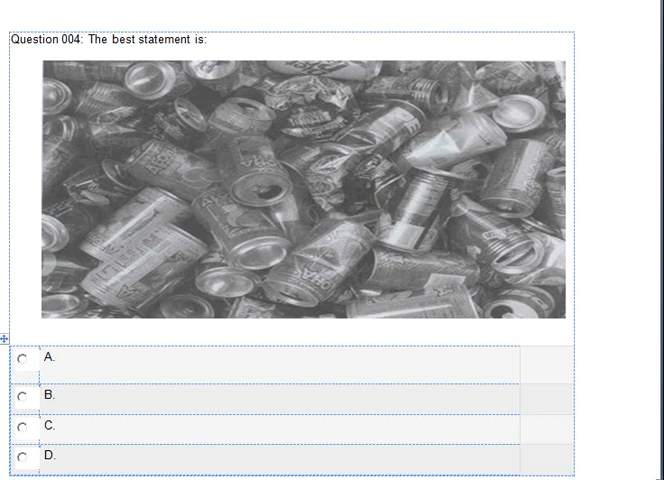 Question 004: The best statement is:
A.
B.
C.
D.